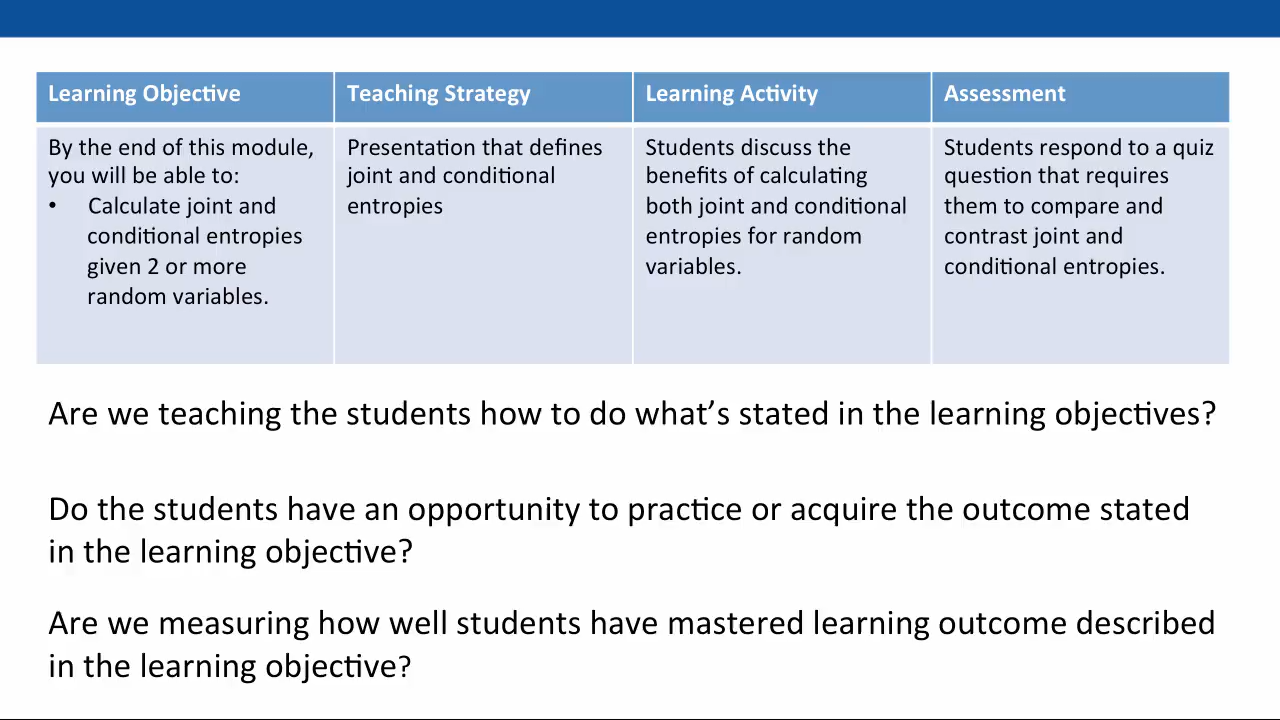 Learning Objective
Teaching Strategy
Learning Activity
Assessment
By the end of this module,
you will be able to:
• Calculate joint and
conditional entropies
given 2 or more
random variables.
Presentation that defines
joint and conditional
entropies
Students discuss the
benefits of calculating
both joint and conditional
entropies for random
variables.
Students respond to a quiz
question that requires
them to compare and
contrast joint and
conditional entropies.
Are we teaching the students how to do what’s stated in the learning objectives?
Do the students have an opportunity to practice or acquire the outcome stated
in the learning objective?
Are we measuring how well students have mastered learning outcome described
in the learning objective?